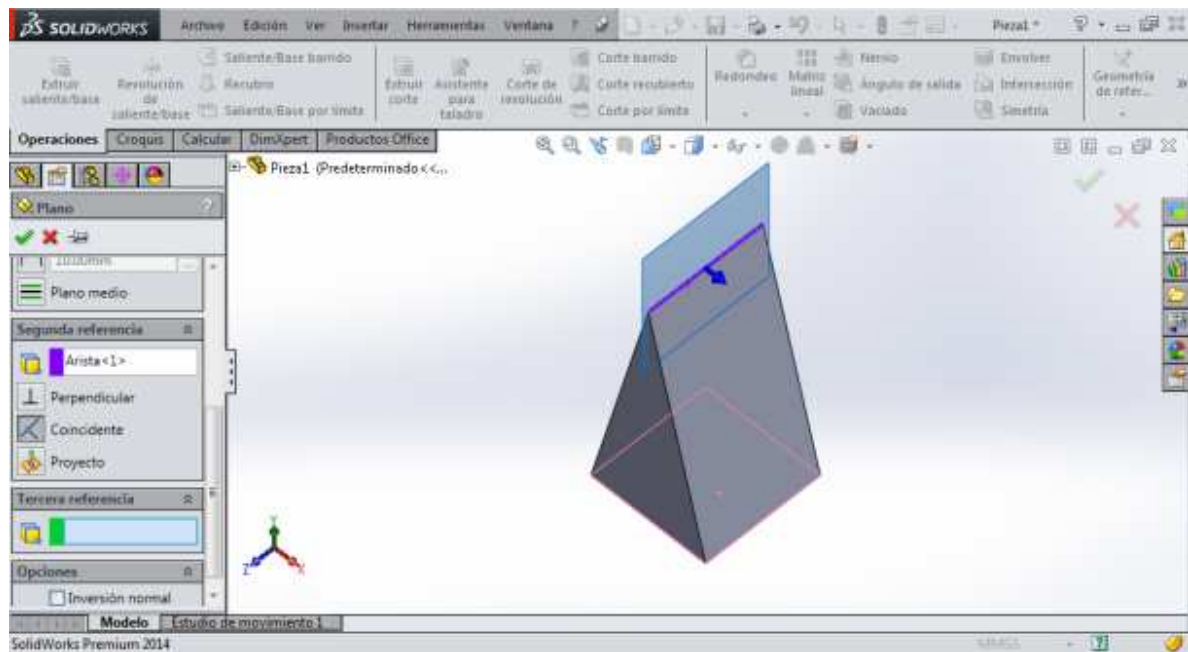 SOLIDWORKS Archivo Edición Ver Insertar Herramientas Ventana ? Pieza1 *
Extruir saliente/base
Revolución de saliente/base
Saliente/Base barrido
Recubrir
Saliente/Base por límite
Extruir corte
Asistente para taladro
Corte de revolución
Corte barrido
Corte recubierto
Corte por límite
Redondeo
Matriz lineal
Nervio
Ángulo de salida
Vaciado
Envolver
Intersección
Simetría
Geometría de refer...
Operaciones Croquis Calcular DimXpert Productos Office
Pieza1 (Predeterminado<<...
Plano
10.00mm
Plano medio
Segunda referencia
Arista<1>
Perpendicular
Coincidente
Proyecto
Tercera referencia
Opciones
Inversión normal
Y
Z
X
Modelo Estudio de movimiento 1
SolidWorks Premium 2014
MMGS